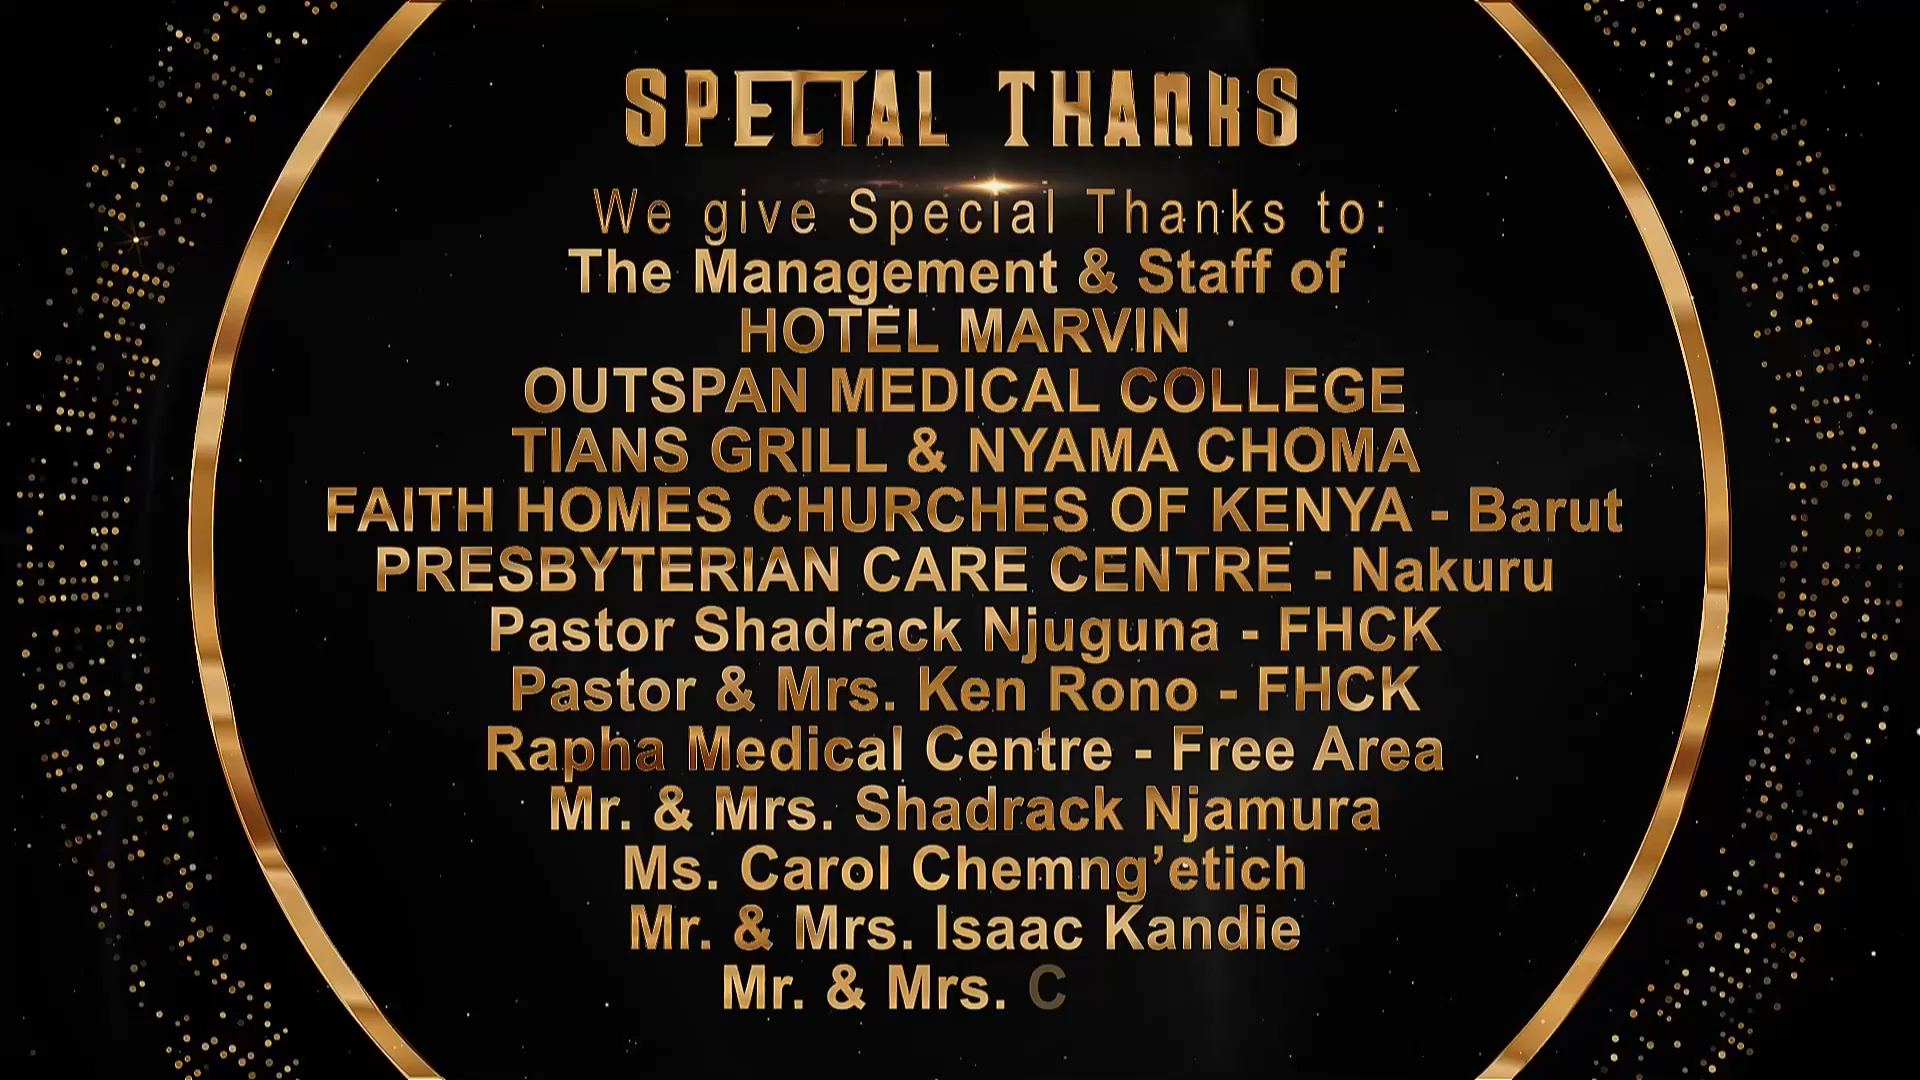 SPECIAL THANKS
We give Special Thanks to:
The Management & Staff of
HOTEL MARVIN
OUTSPAN MEDICAL COLLEGE
TIANS GRILL & NYAMA CHOMA
FAITH HOMES CHURCHES OF KENYA - Barut
PRESBYTERIAN CARE CENTRE - Nakuru
Pastor Shadrack Njuguna - FHCK
Pastor & Mrs. Ken Rono - FHCK
Rapha Medical Centre - Free Area
Mr. & Mrs. Shadrack Njamura
Ms. Carol Chemng’etich
Mr. & Mrs. Isaac Kandie
Mr. & Mrs. C